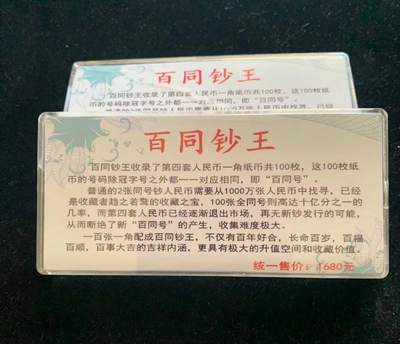 百同钞王
百同钞王收录了第四套人民币一角纸币共100枚，这100枚纸
币的号码除冠字号之外都一一对应相同，即“百同号”。
百同钞王
百同钞王收录了第四套人民币一角纸币共100枚，这100枚纸
币的号码除冠字号之外都一一对应相同，即“百同号”。
普通的2张同号钞人民币需要从1000万张人民币中找寻，已经
是收藏者趋之若鹜的收藏之宝，100张全同号则高达十亿分之一的
几率，而第四套人民币已经逐渐退出市场，再无新钞发行的可能，
从而断绝了新“百同号”的产生，收集难度极大。
一百张一角配成百同钞王，不仅有百年好合，长命百岁，百福
百顺，百事大吉的吉祥内涵，更具有极大的升值空间和收藏价值。
统一售价：1680元